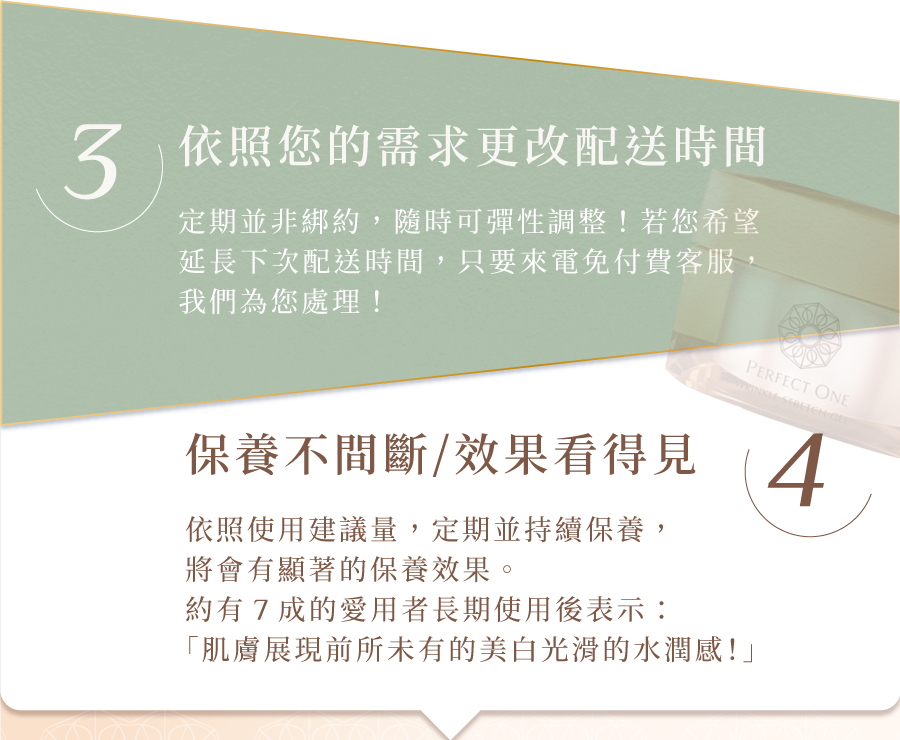 3
依照您的需求更改配送時間
定期並非綁約，隨時可彈性調整！若您希望
延長下次配送時間，只要來電免付費客服，
我們為您處理！
PERFECT ONE
保養不間斷/效果看得見
4
依照使用建議量，定期並持續保養，
將會有顯著的保養效果。
約有7成的愛用者長期使用後表示：
「肌膚展現前所未有的美白光滑的水潤感！」